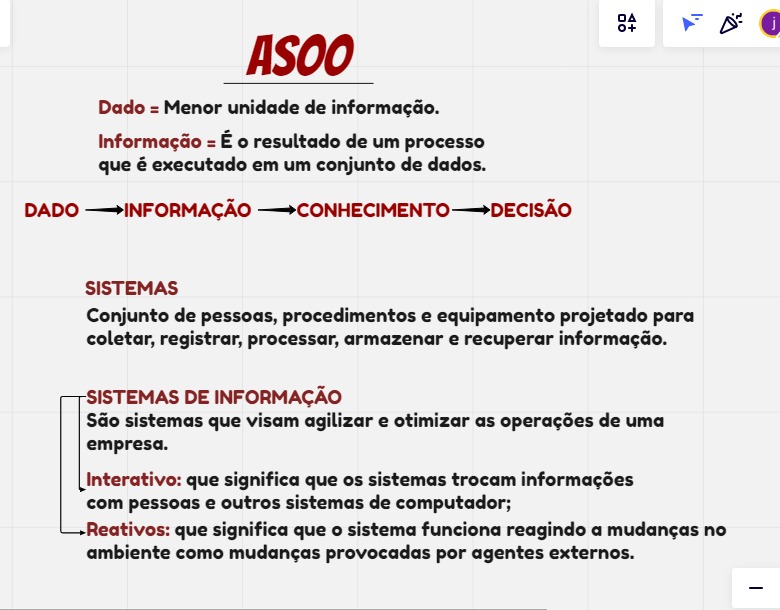 ASOO
j
Dado = Menor unidade de informação.
Informação = É o resultado de um processo
que é executado em um conjunto de dados.
DADO INFORMAÇÃO CONHECIMENTO DECISÃO
SISTEMAS
Conjunto de pessoas, procedimentos e equipamento projetado para
coletar, registrar, processar, armazenar e recuperar informação.
SISTEMAS DE INFORMAÇÃO
São sistemas que visam agilizar e otimizar as operações de uma
empresa.
Interativo: que significa que os sistemas trocam informações
com pessoas e outros sistemas de computador;
Reativos: que significa que o sistema funciona reagindo a mudanças no
ambiente como mudanças provocadas por agentes externos.